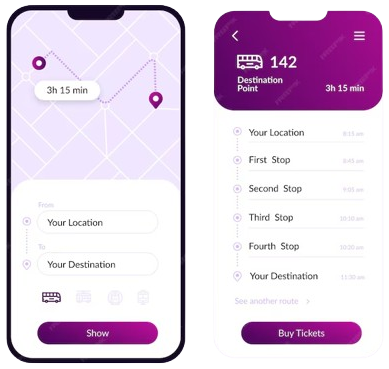 3h 15 min
From
Your Location
To
Your Destination
Show
142
Destination
Point
3h 15 min
Your Location 8:15 am
First Stop 8:45 am
Second Stop 9:05 am
Third Stop 10:10 am
Fourth Stop 10:20 am
Your Destination 11:30 am
See another route
Buy Tickets